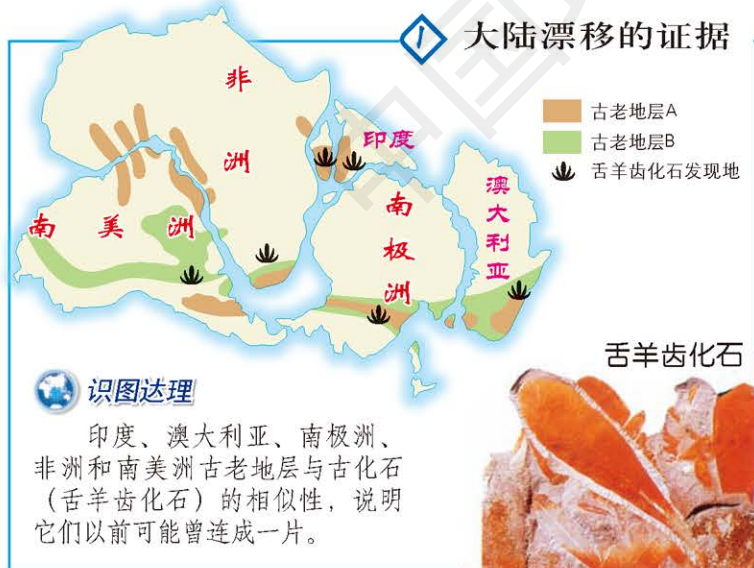 1 大陆漂移的证据
古老地层A
古老地层B
舌羊齿化石发现地
非洲
印度
澳大利亚
南极洲
南美洲
舌羊齿化石
识图达理
印度、澳大利亚、南极洲、
非洲和南美洲古老地层与古化石
（舌羊齿化石）的相似性，说明
它们以前可能曾连成一片。
中国